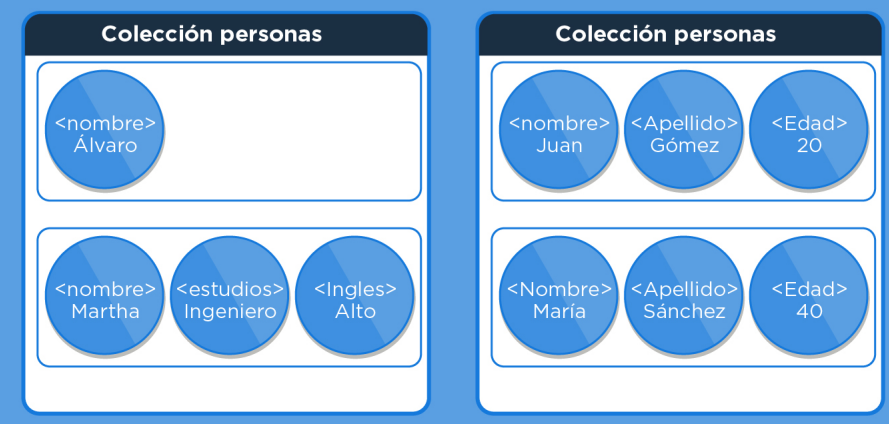 Colección personas
<nombre>
Álvaro
<nombre>
Martha
<estudios>
Ingeniero
<Ingles>
Alto
Colección personas
<nombre>
Juan
<Apellido>
Gómez
<Edad>
20
<Nombre>
María
<Apellido>
Sánchez
<Edad>
40